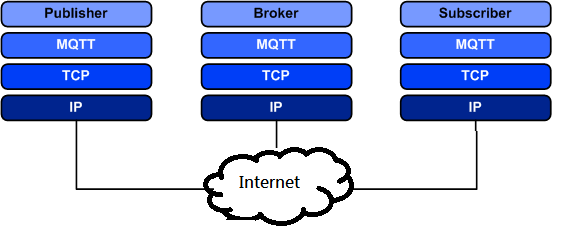 Publisher Broker Subscriber
MQTT MQTT MQTT
TCP TCP TCP
IP IP IP
Internet